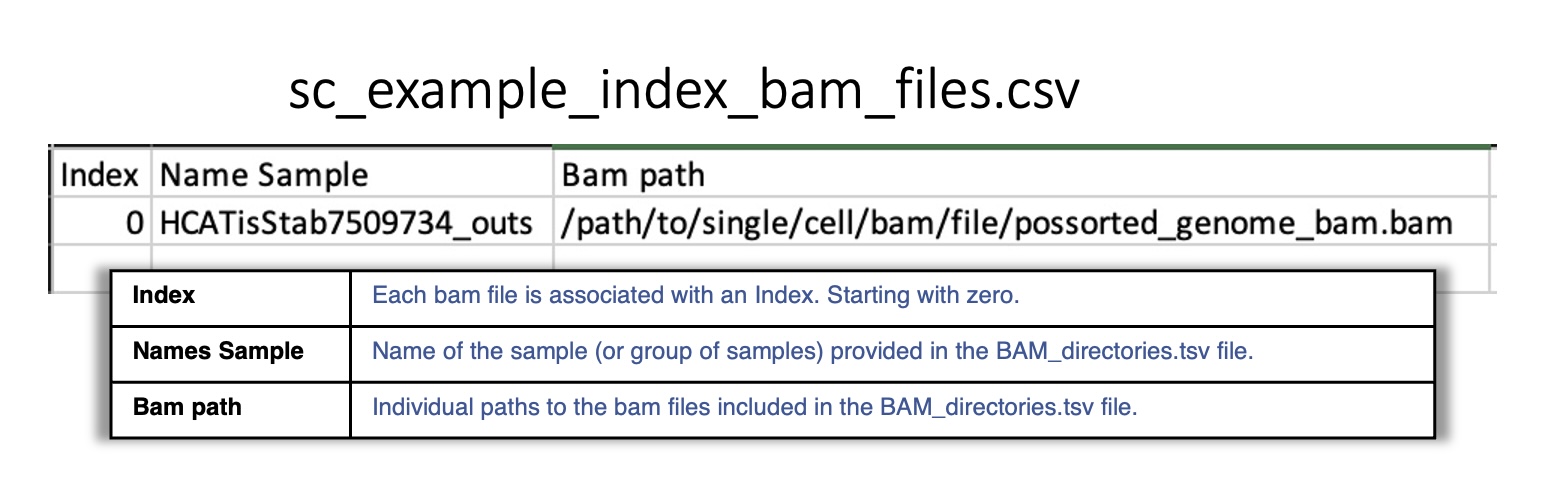 sc_example_index_bam_files.csv
Index Name Sample Bam path
0 HCATisStab7509734_outs /path/to/single/cell/bam/file/possorted_genome_bam.bam
Index Each bam file is associated with an Index. Starting with zero.
Names Sample Name of the sample (or group of samples) provided in the BAM_directories.tsv file.
Bam path Individual paths to the bam files included in the BAM_directories.tsv file.